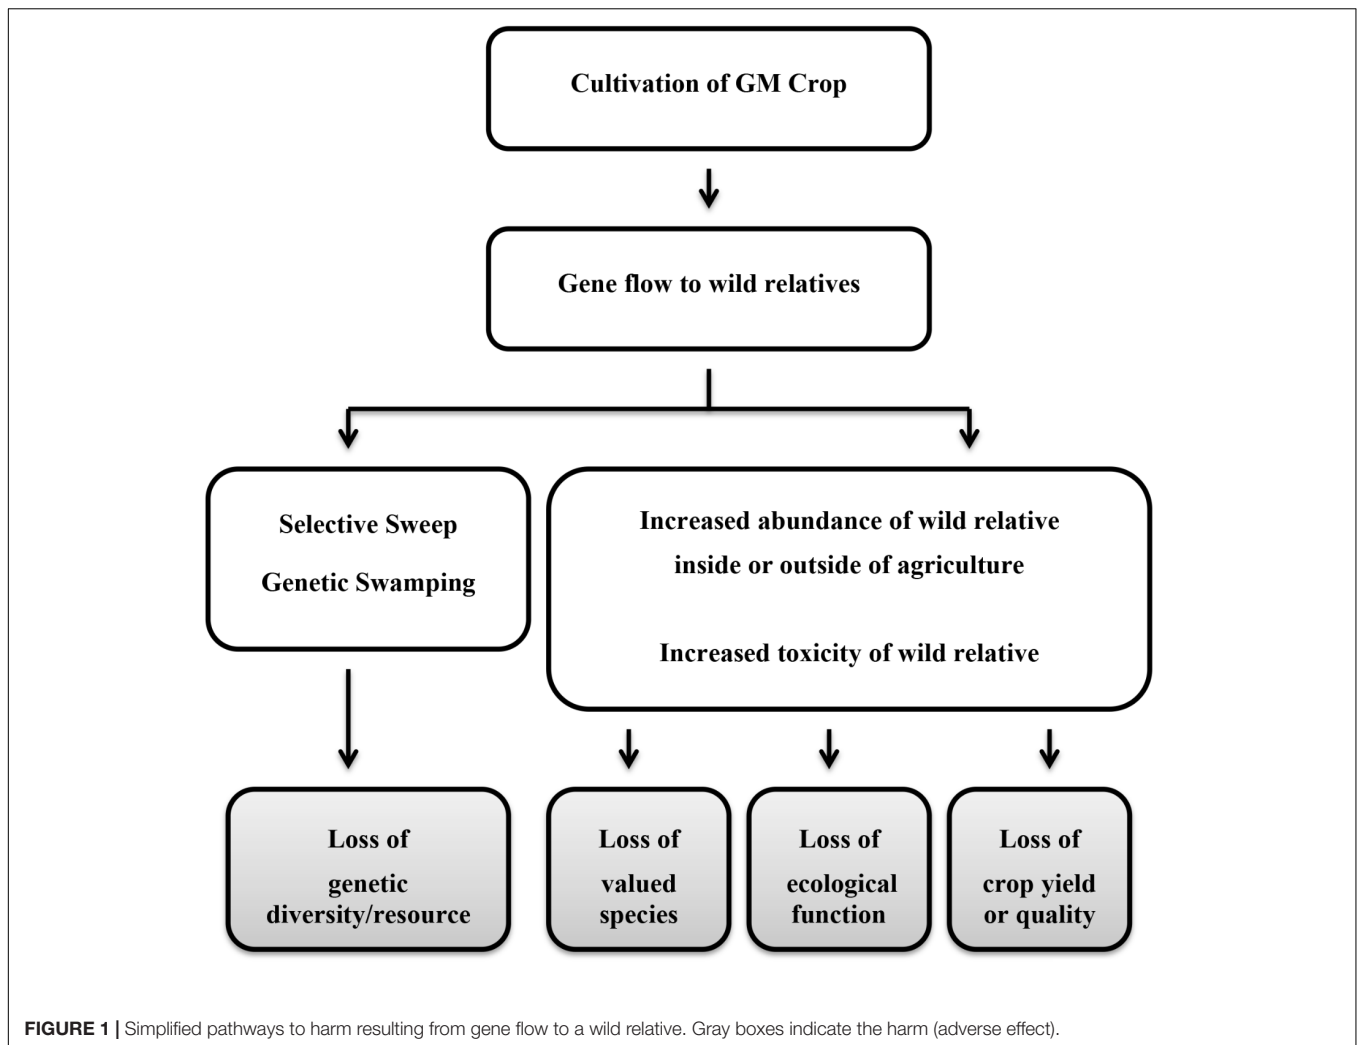 Cultivation of GM Crop
Gene flow to wild relatives
Selective Sweep
Genetic Swamping
Increased abundance of wild relative
inside or outside of agriculture
Increased toxicity of wild relative
Loss of
genetic
diversity/resource
Loss of
valued
species
Loss of
ecological
function
Loss of
crop yield
or quality
FIGURE 1 | Simplified pathways to harm resulting from gene flow to a wild relative. Gray boxes indicate the harm (adverse effect).